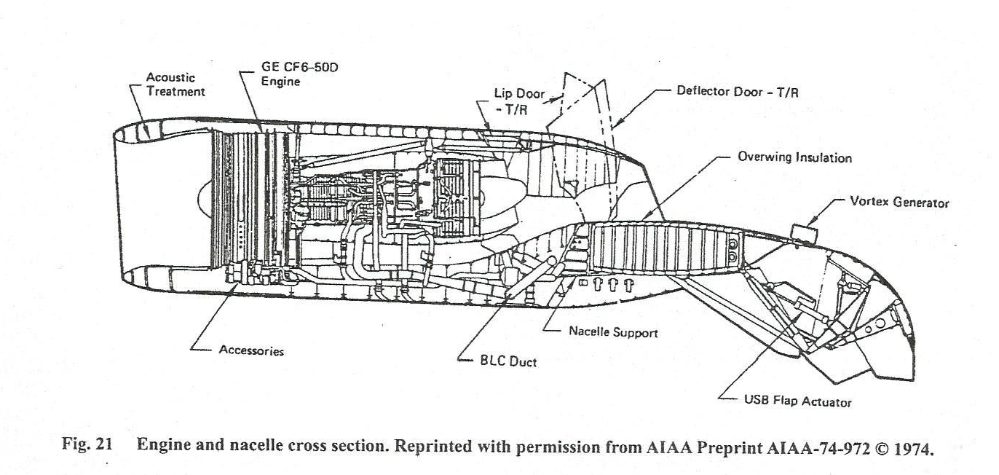 Acoustic
Treatment
GE CF6-50D
Engine
Lip Door
- T/R
Deflector Door - T/R
Overwing Insulation
Vortex Generator
Accessories
BLC Duct
Nacelle Support
USB Flap Actuator
Fig. 21 Engine and nacelle cross section. Reprinted with permission from AIAA Preprint AIAA-74-972 © 1974.